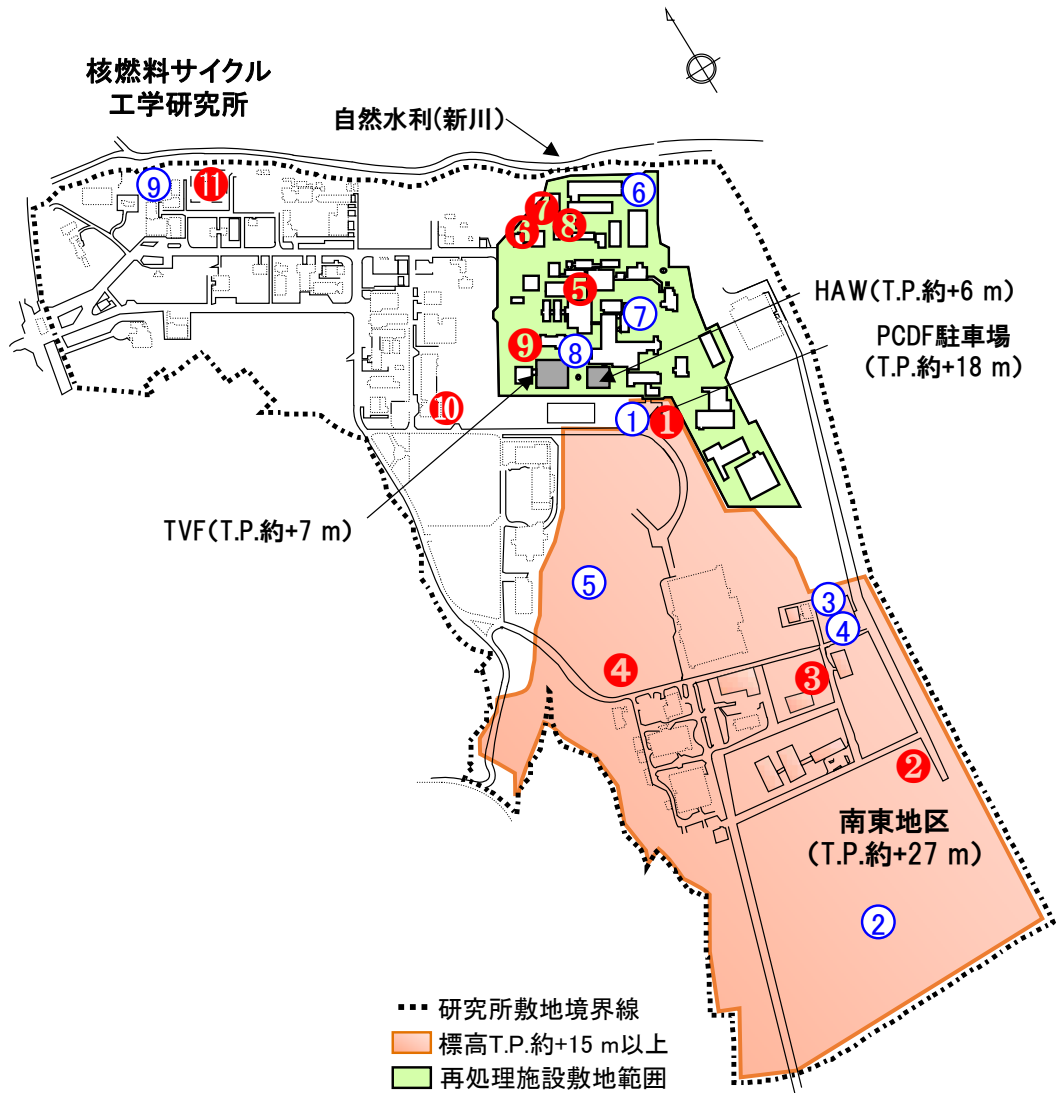 核燃料サイクル
工学研究所
自然水利(新川)
⑨
⓫
⑥
❼
❽
❻
HAW(T.P.約+6 m)
❺
⑦
PCDF駐車場
(T.P.約+18 m)
❾
⑧
❿
①
❶
TVF(T.P.約+7 m)
⑤
③
④
❹
❸
❷
南東地区
(T.P.約+27 m)
②
研究所敷地境界線
標高T.P.約+15 m以上
再処理施設敷地範囲